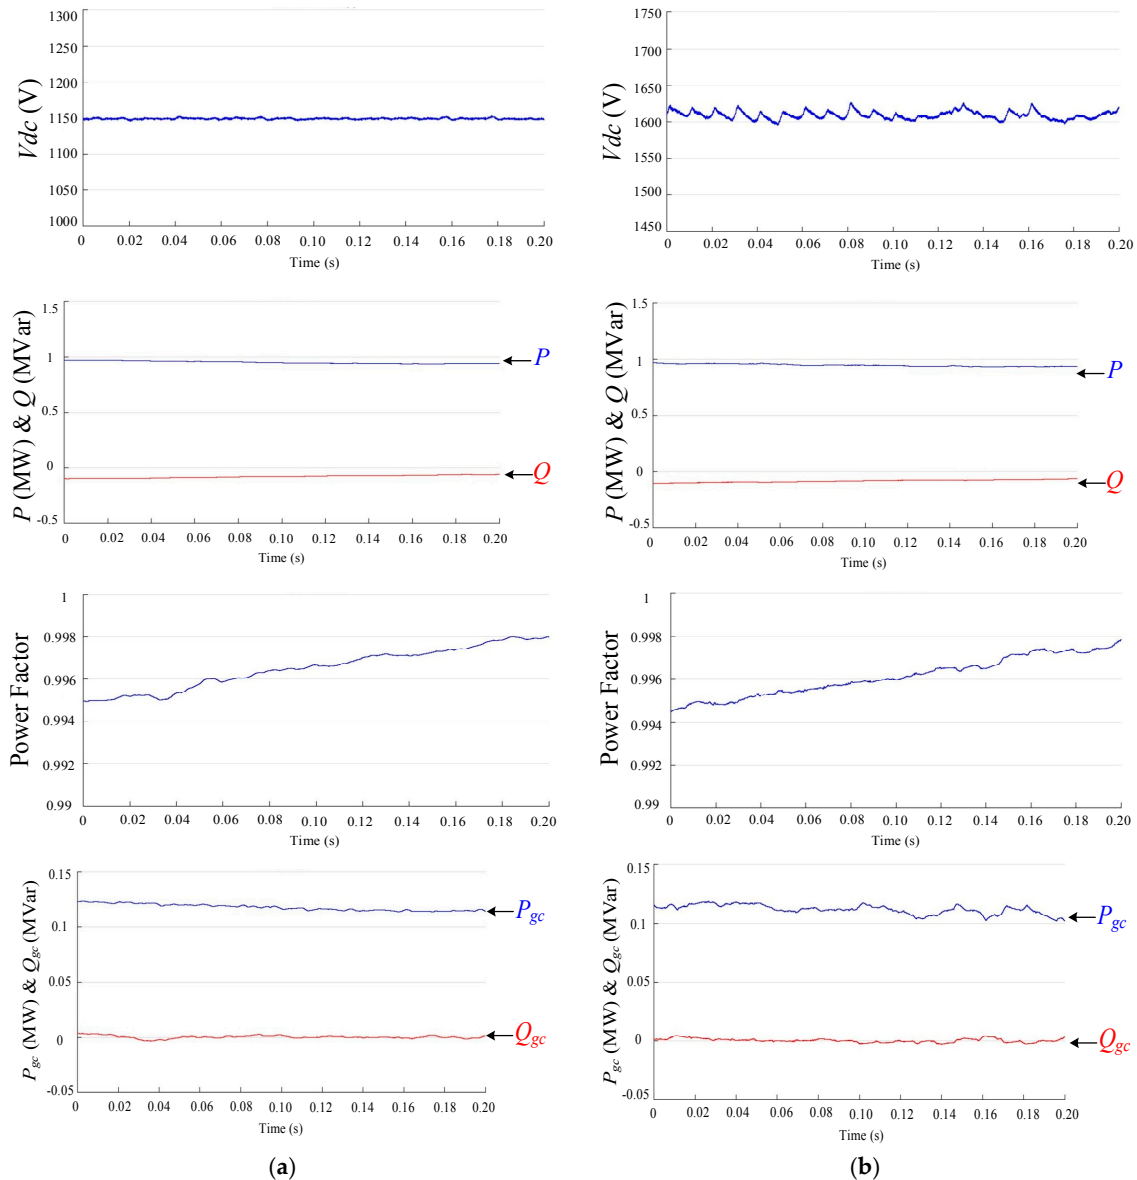 1300
1250
1200
1150
1100
1050
1000
Vdc (V)
0 0.02 0.04 0.06 0.08 0.10 0.12 0.14 0.16 0.18 0.20
Time (s)
1750
1700
1650
1600
1550
1500
1450
Vdc (V)
0 0.02 0.04 0.06 0.08 0.10 0.12 0.14 0.16 0.18 0.20
Time (s)
1.5
1
0.5
0
-0.5
P (MW) & Q (MVar)
P
Q
0 0.02 0.04 0.06 0.08 0.10 0.12 0.14 0.16 0.18 0.20
Time (s)
1.5
1
0.5
0
-0.5
P (MW) & Q (MVar)
P
Q
0 0.02 0.04 0.06 0.08 0.10 0.12 0.14 0.16 0.18 0.20
Time (s)
1
0.998
0.996
0.994
0.992
0.99
Power Factor
0 0.02 0.04 0.06 0.08 0.10 0.12 0.14 0.16 0.18 0.20
Time (s)
1
0.998
0.996
0.994
0.992
0.99
Power Factor
0 0.02 0.04 0.06 0.08 0.10 0.12 0.14 0.16 0.18 0.20
Time (s)
0.15
0.1
0.05
0
-0.05
Pgc (MW) & Qgc (MVar)
Pgc
Qgc
0 0.02 0.04 0.06 0.08 0.10 0.12 0.14 0.16 0.18 0.20
Time (s)
0.15
0.1
0.05
0
-0.05
Pgc (MW) & Qgc (MVar)
Pgc
Qgc
0 0.02 0.04 0.06 0.08 0.10 0.12 0.14 0.16 0.18 0.20
Time (s)
(a)
(b)